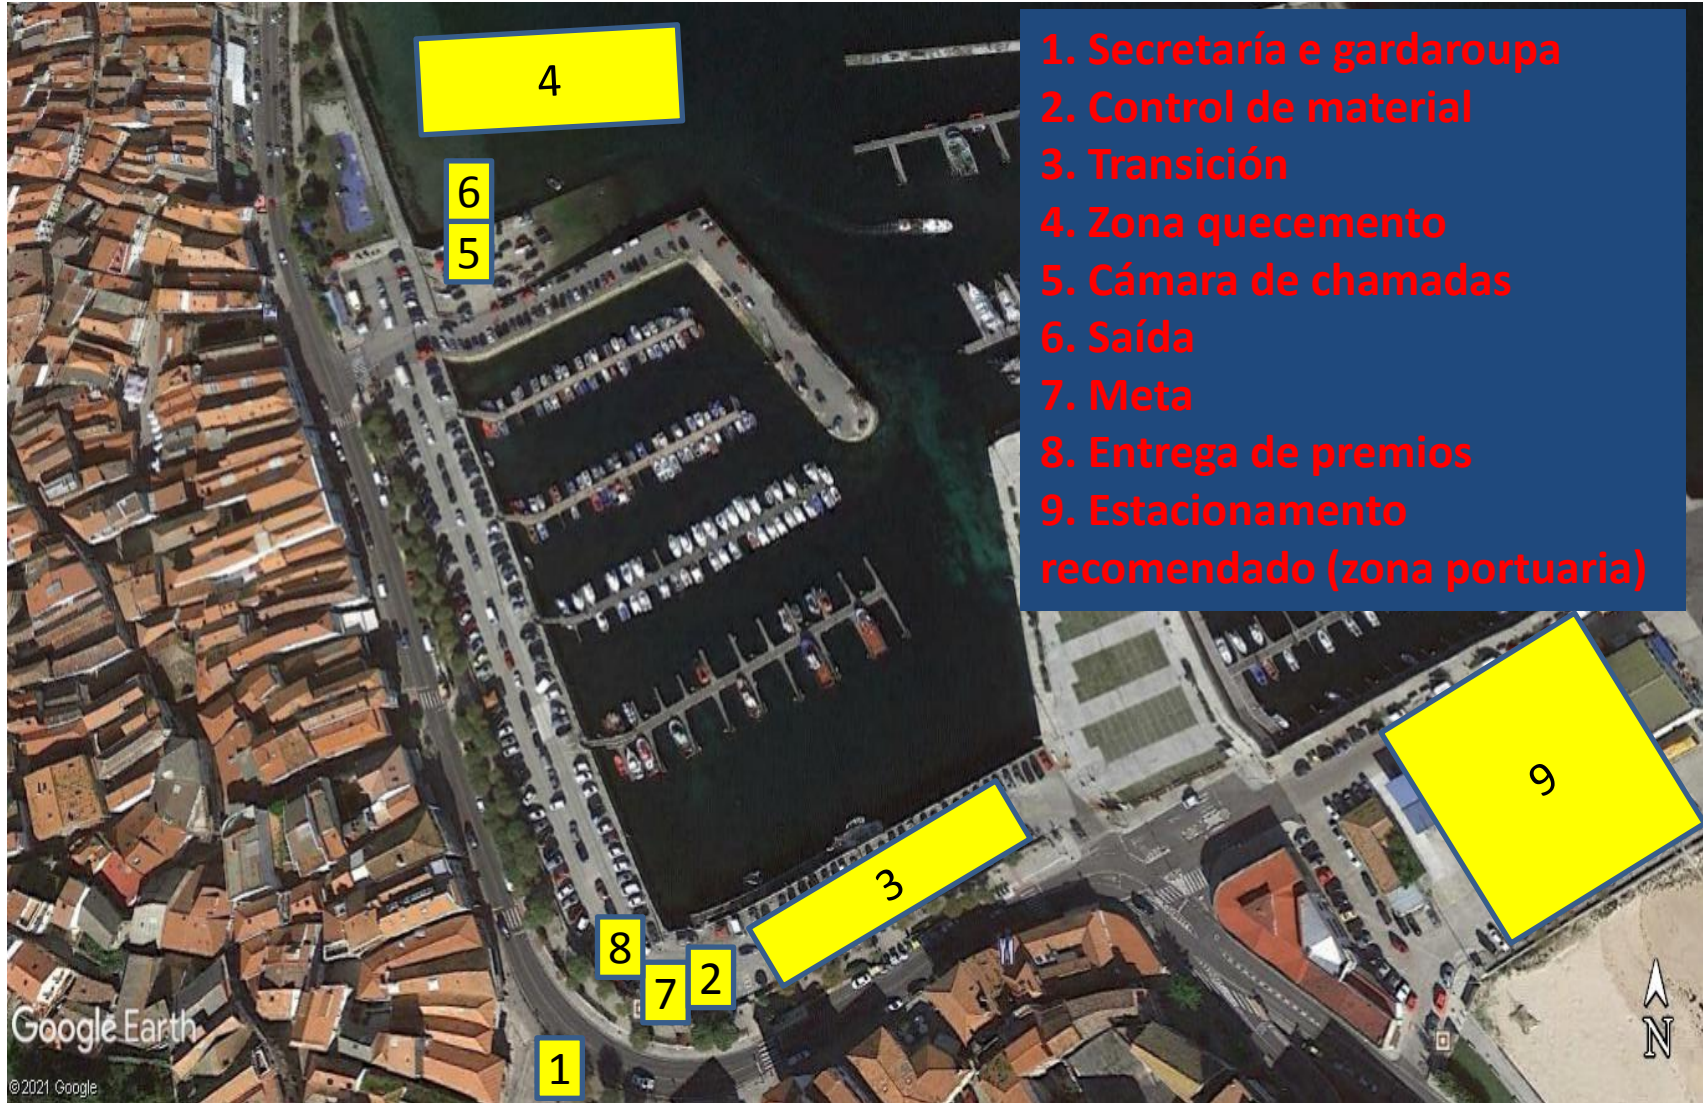 1. Secretaría e gardaroupa
2. Control de material
3. Transición
4. Zona quecemento
5. Cámara de chamadas
6. Saída
7. Meta
8. Entrega de premios
9. Estacionamento
recomendado (zona portuaria)
4
6
5
9
3
8
2
7
1
Google Earth
©2021 Google
N